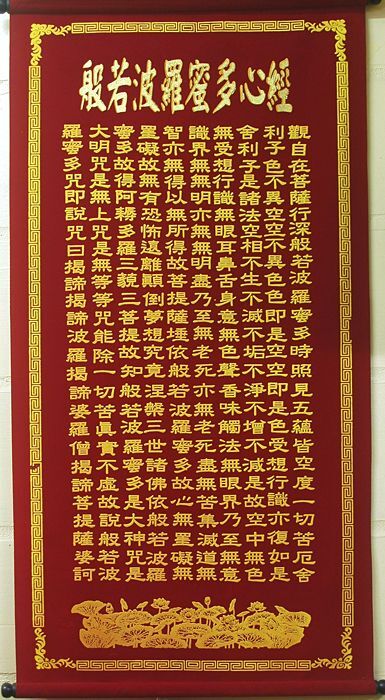 般若波羅蜜多心經
觀自在菩薩行深般若波羅蜜多時照見五蘊皆空度一切苦厄舍
利子色不異空空不異色色即是空空即是色受想行識亦復如是
舍利子是諸法空相不生不滅不垢不淨不增不減是故空中無色
無受想行識無眼耳鼻舌身意無色聲香味觸法無眼界乃至無意
識界無無明亦無無明盡乃至無老死亦無老死盡無苦集滅道無
智亦無得以無所得故菩提薩埵依般若波羅蜜多故心無罣礙無
罣礙故無有恐怖遠離顛倒夢想究竟涅槃三世諸佛依般若波羅
蜜多故得阿耨多羅三藐三菩提故知般若波羅蜜多是大神咒是
大明咒是無上咒是無等等咒能除一切苦真實不虛故說般若波
羅蜜多咒即說咒曰揭諦揭諦波羅揭諦婆羅僧揭諦菩提薩婆訶